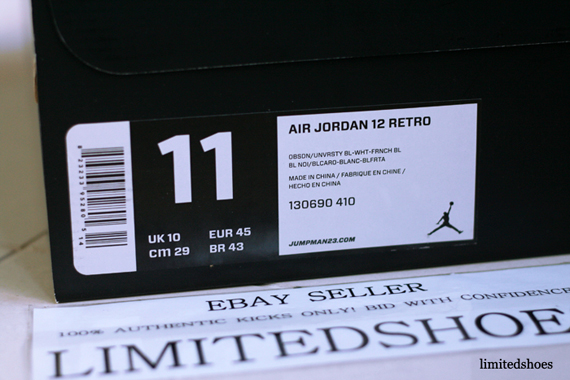 11
UK 10 EUR 45
cm 29 BR 43
AIR JORDAN 12 RETRO
OBSDN/UNVRSTY BL-WHT-FRNCH BL
BL NOI/BLCARO-BLANC-BLFRTA
MADE IN CHINA / FABRIQUE EN CHINE /
HECHO EN CHINA
130690 410
JUMPMAN23.COM
EBAY SELLER
100% AUTHENTIC KICKS ONLY! BID WITH CONFIDENCE
LIMITEDSHOE
limitedshoes